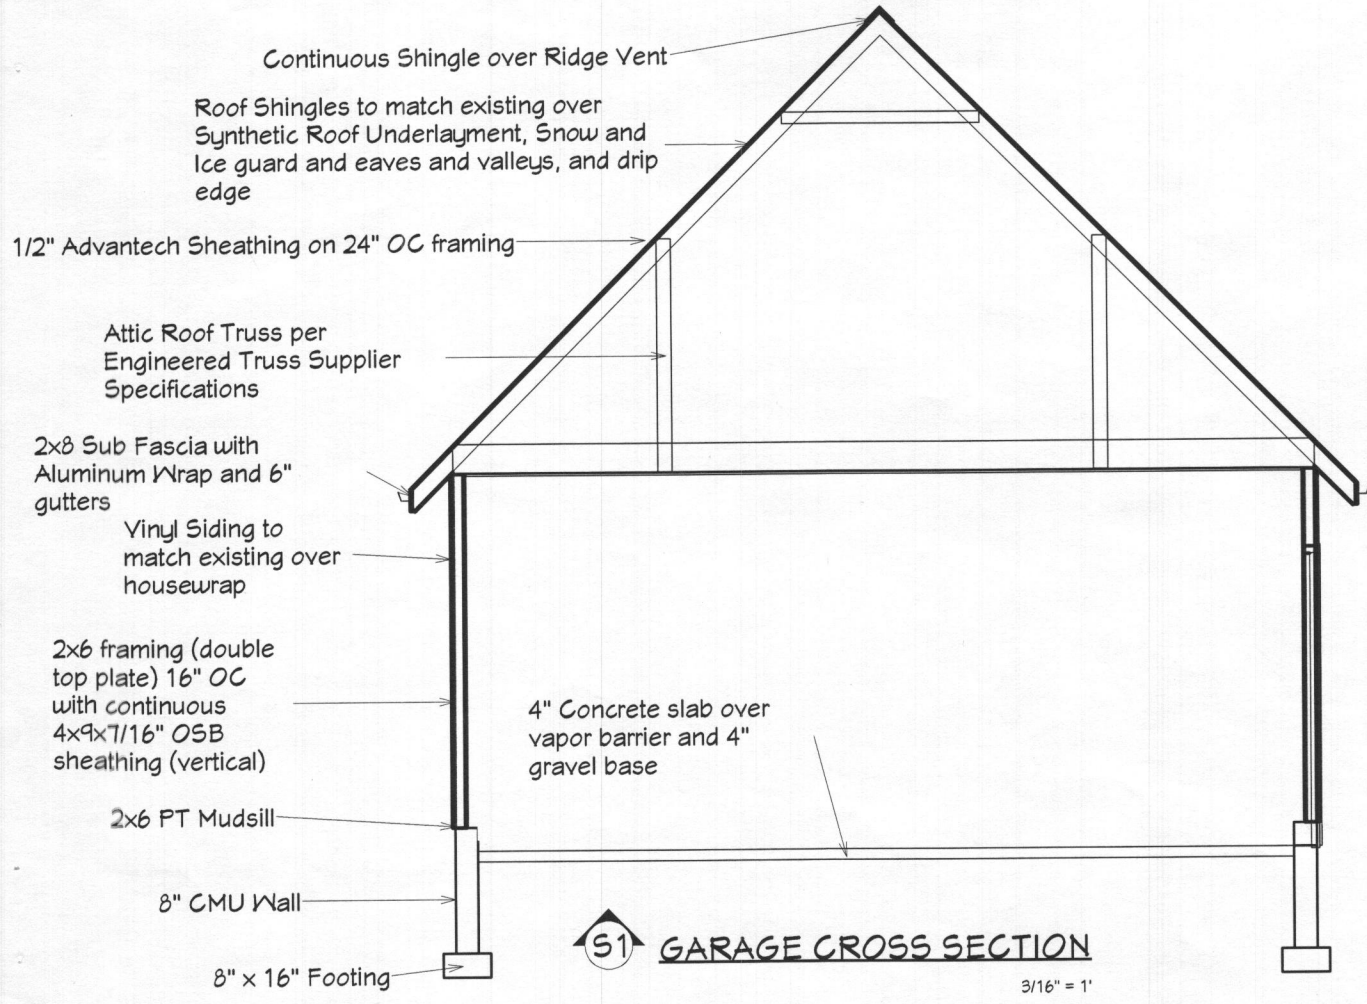 Continuous Shingle over Ridge Vent
Roof Shingles to match existing over
Synthetic Roof Underlayment, Snow and
Ice guard and eaves and valleys, and drip
edge
1/2" Advantech Sheathing on 24" OC framing
Attic Roof Truss per
Engineered Truss Supplier
Specifications
2x8 Sub Fascia with
Aluminum Wrap and 6"
gutters
Vinyl Siding to
match existing over
housewrap
2x6 framing (double
top plate) 16" OC
with continuous
4x9x7/16" OSB
sheathing (vertical)
4" Concrete slab over
vapor barrier and 4"
gravel base
2x6 PT Mudsill
8" CMU Wall
8" x 16" Footing
S1 GARAGE CROSS SECTION
3/16" = 1'